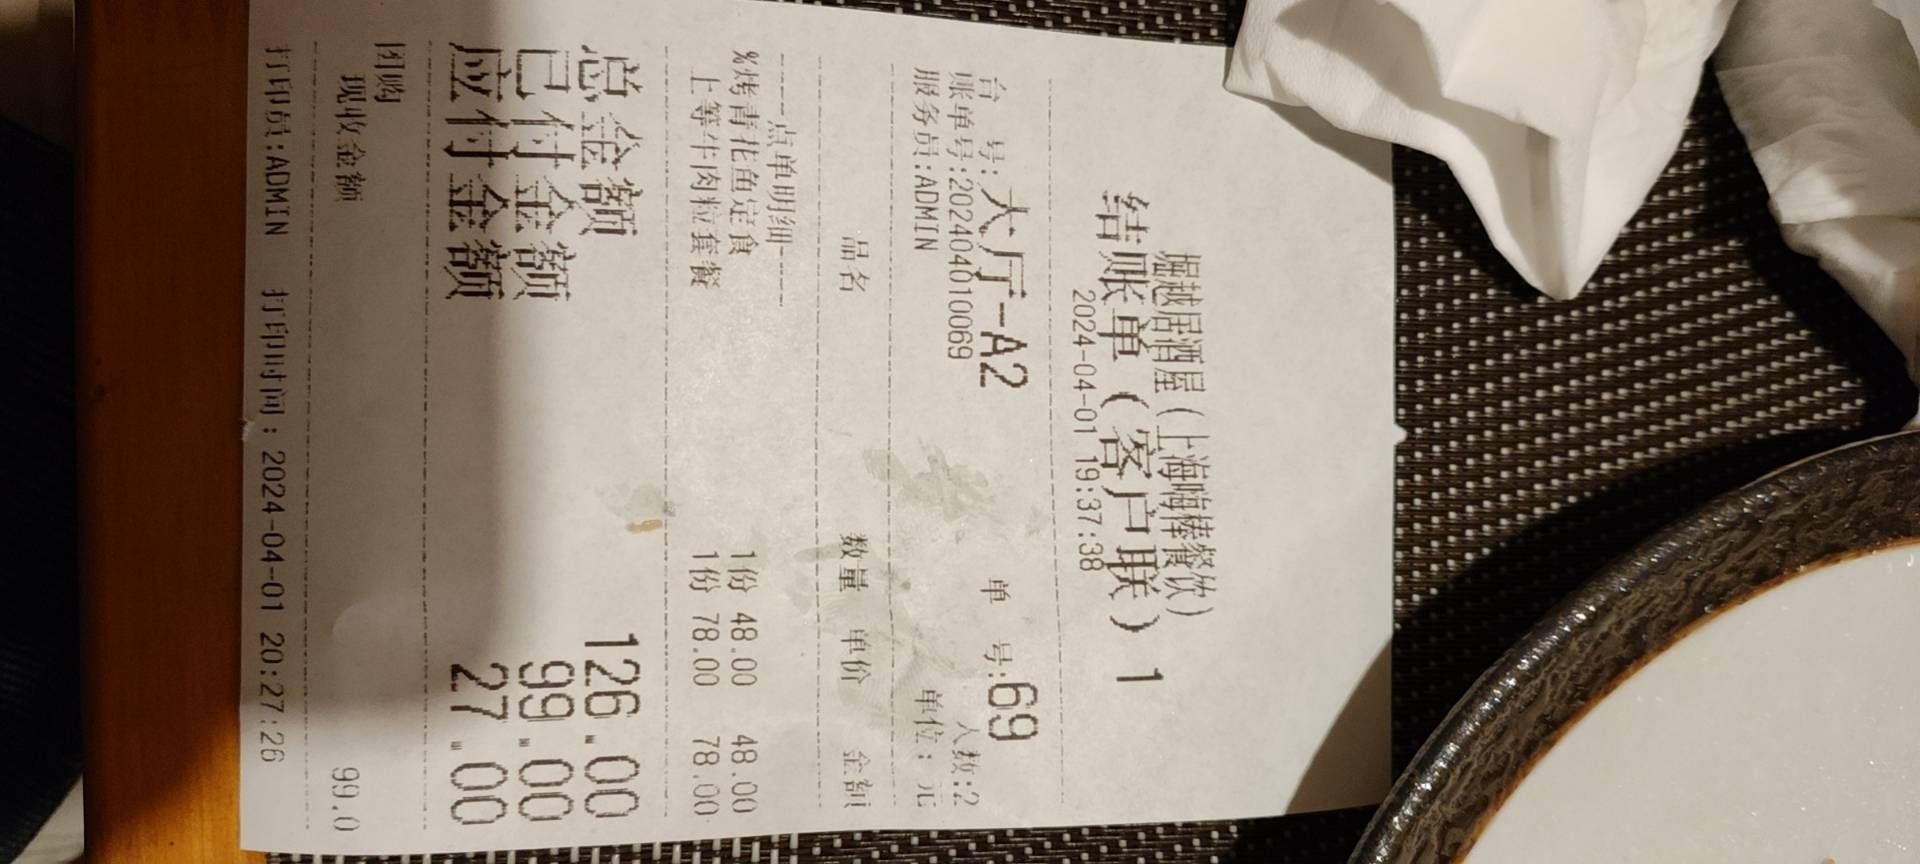 堀越居酒屋(上海嗨棒餐饮)
结账单(客户联) 1
2024-04-01 19:37:38
台 号:大厅-A2 单 号:69
账单号:202404010069 人数:2
服务员:ADMIN 单位:元
品名 数量 单价 金额
----点单明细----
%烤青花鱼定食 1份 48.00 48.00
上等牛肉粒套餐 1份 78.00 78.00
总金额 126.00
已付金额 99.00
应付金额 27.00
团购
现收金额 99.0
打印员:ADMIN 打印时间:2024-04-01 20:27:26